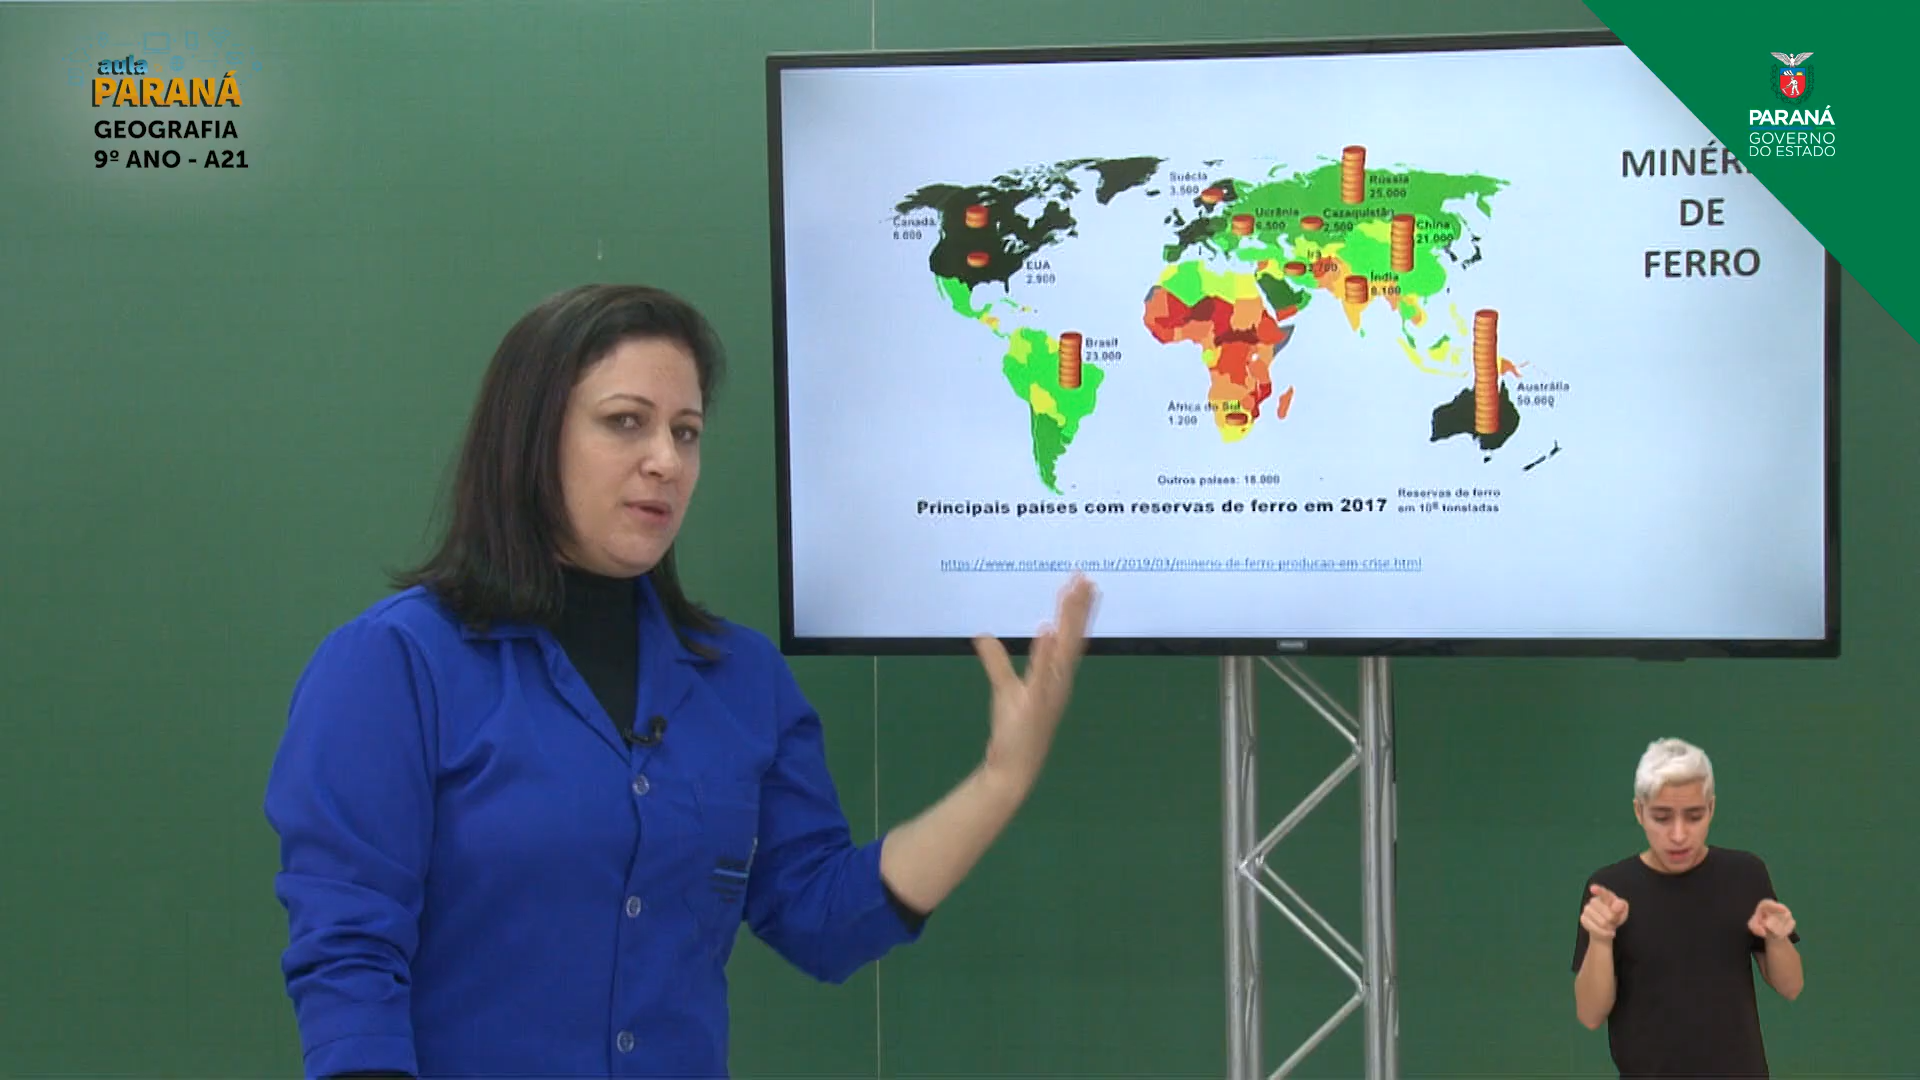 aula
PARANÁ
GEOGRAFIA
9º ANO - A21
PARANÁ
GOVERNO
DO ESTADO
MINÉR
DE
FERRO
Suécia
3.500
Rússia
25.000
Canadá
6.000
Ucrânia
6.500
Cazaquistão
2.500
China
21.000
EUA
2.900
Irã
2.700
Índia
8.100
Brasil
23.000
Austrália
50.000
África do Sul
1.200
Outros países: 18.000
Principais países com reservas de ferro em 2017
Reservas de ferro
em 10⁶ toneladas
https://www.notasgeo.com.br/2019/03/minerio-de-ferro-producao-em-crise.html